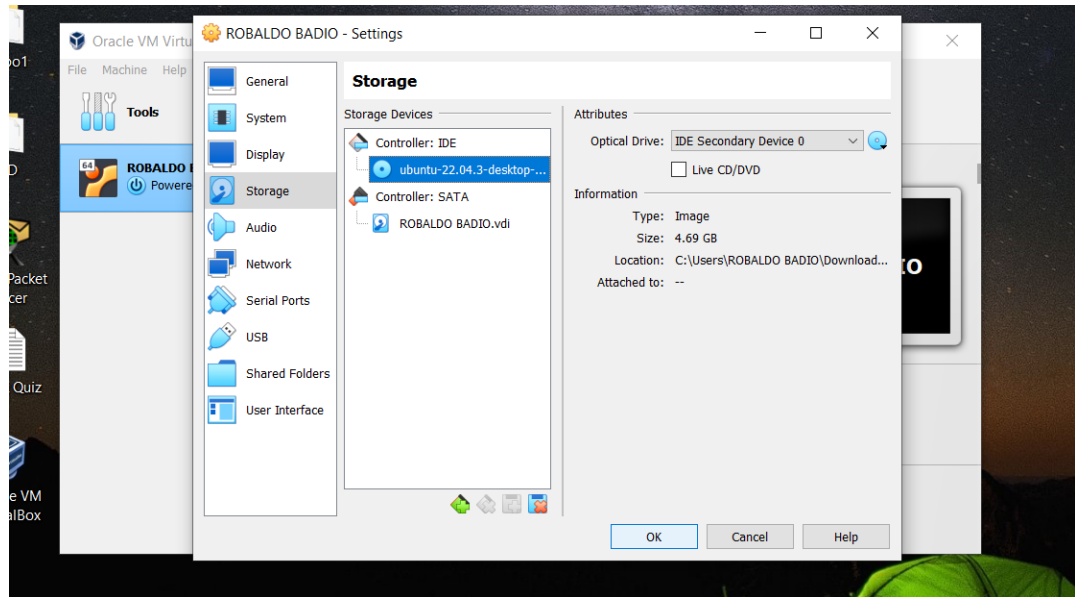 ROBALDO BADIO - Settings
Oracle VM Virtu
File Machine Help
Tools
64
ROBALDO
Powere
General
System
Display
Storage
Audio
Network
Serial Ports
USB
Shared Folders
User Interface
Storage
Storage Devices
Controller: IDE
ubuntu-22.04.3-desktop-...
Controller: SATA
ROBALDO BADIO.vdi
Attributes
Optical Drive: IDE Secondary Device 0
Live CD/DVD
Information
Type: Image
Size: 4.69 GB
Location: C:\Users\ROBALDO BADIO\Download...
Attached to: --
OK Cancel Help
IO
Packet
cer
Quiz
e VM
alBox